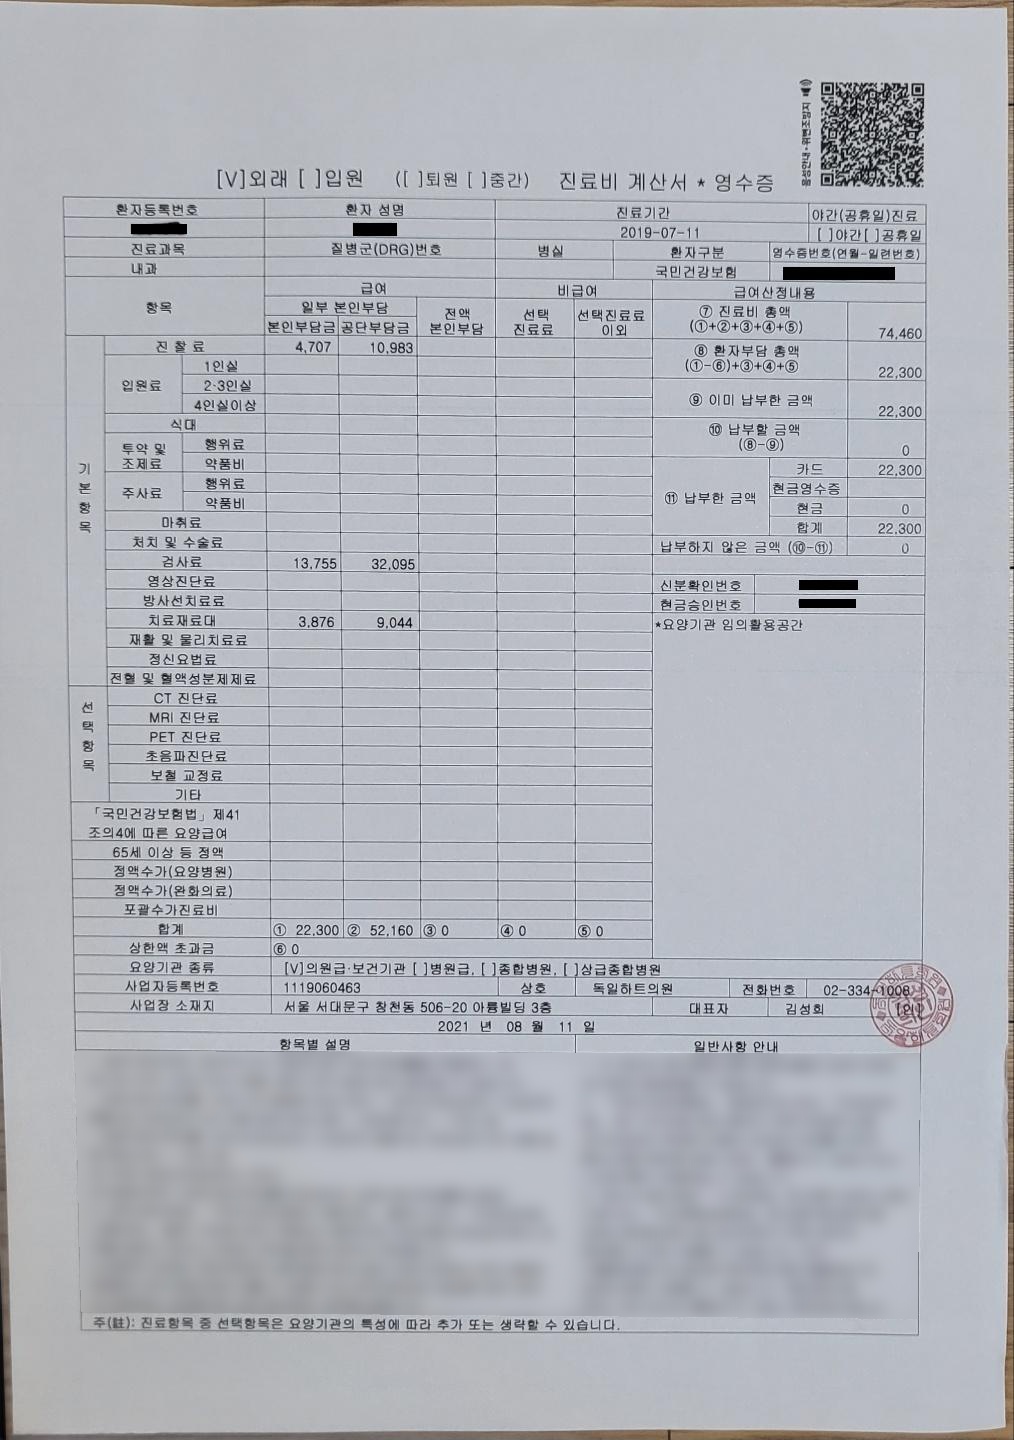 음성안내·위변조방지
[V]외래 [ ]입원 ([ ]퇴원 [ ]중간) 진료비 계산서 * 영수증
환자등록번호 환자 성명 진료기간 야간(공휴일)진료
2019-07-11 [ ]야간[ ]공휴일
진료과목 질병군(DRG)번호 병실 환자구분 영수증번호(연월-일련번호)
내과 국민건강보험
항목 급여 비급여 급여산정내용
일부 본인부담 전액 본인부담 선택 진료료 선택진료료 이외
본인부담금 공단부담금
⑦ 진료비 총액 (①+②+③+④+⑤) 74,460
⑧ 환자부담 총액 (①-⑥)+③+④+⑤ 22,300
⑨ 이미 납부한 금액 22,300
⑩ 납부할 금액 (⑧-⑨) 0
⑪ 납부한 금액 카드 22,300
현금영수증
현금 0
합계 22,300
납부하지 않은 금액 (⑩-⑪) 0
신분확인번호
현금승인번호
*요양기관 임의활용공간
기본항목
진찰료 4,707 10,983
입원료 1인실
2·3인실
4인실이상
식대
투약 및 조제료 행위료
약품비
주사료 행위료
약품비
마취료
처치 및 수술료
검사료 13,755 32,095
영상진단료
방사선치료료
치료재료대 3,876 9,044
재활 및 물리치료료
정신요법료
전혈 및 혈액성분제제료
선택항목
CT 진단료
MRI 진단료
PET 진단료
초음파진단료
보철 교정료
기타
「국민건강보험법」제41
조의4에 따른 요양급여
65세 이상 등 정액
정액수가(요양병원)
정액수가(완화의료)
포괄수가진료비
합계 ① 22,300 ② 52,160 ③ 0 ④ 0 ⑤ 0
상한액 초과금 ⑥ 0
요양기관 종류 [V]의원급·보건기관 [ ]병원급, [ ]종합병원, [ ]상급종합병원
사업자등록번호 1119060463 상호 독일하트의원 전화번호 02-334-1008
사업장 소재지 서울 서대문구 창천동 506-20 아륨빌딩 3층 대표자 김성회 [인]
2021 년 08 월 11 일
항목별 설명 일반사항 안내
주(註): 진료항목 중 선택항목은 요양기관의 특성에 따라 추가 또는 생략할 수 있습니다.